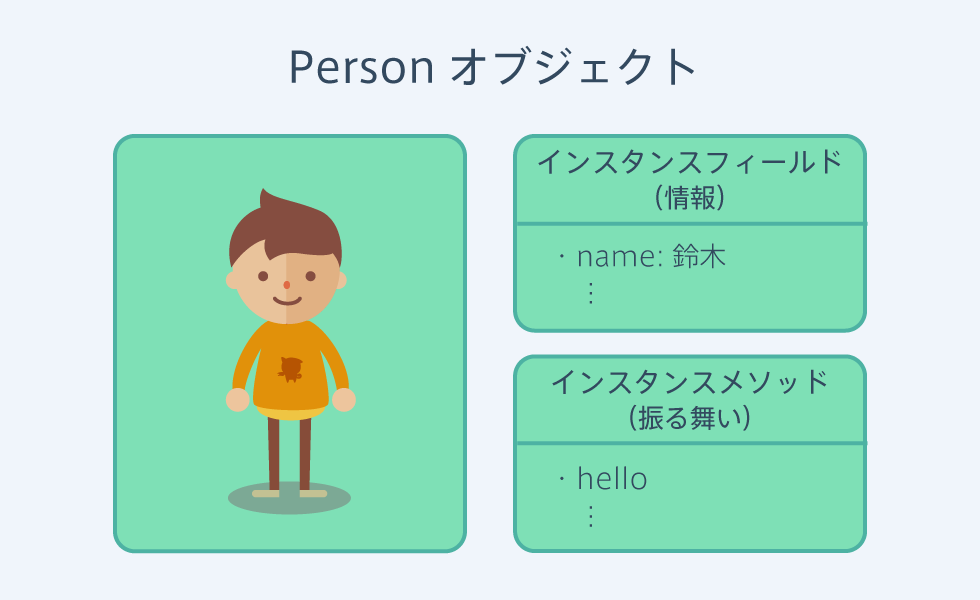 Person オブジェクト
インスタンスフィールド
(情報)
・name: 鈴木
⋮
インスタンスメソッド
(振る舞い)
・hello
⋮